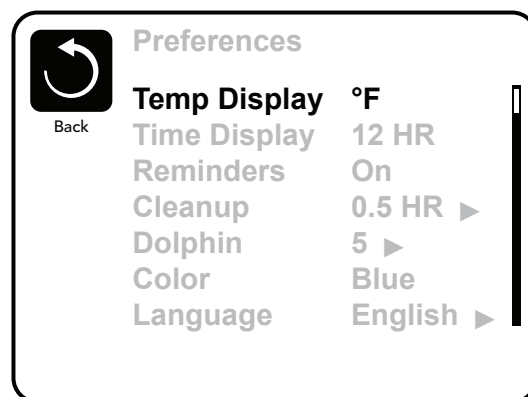 Preferences
Back
Temp Display °F
Time Display 12 HR
Reminders On
Cleanup 0.5 HR ▶
Dolphin 5 ▶
Color Blue
Language English ▶